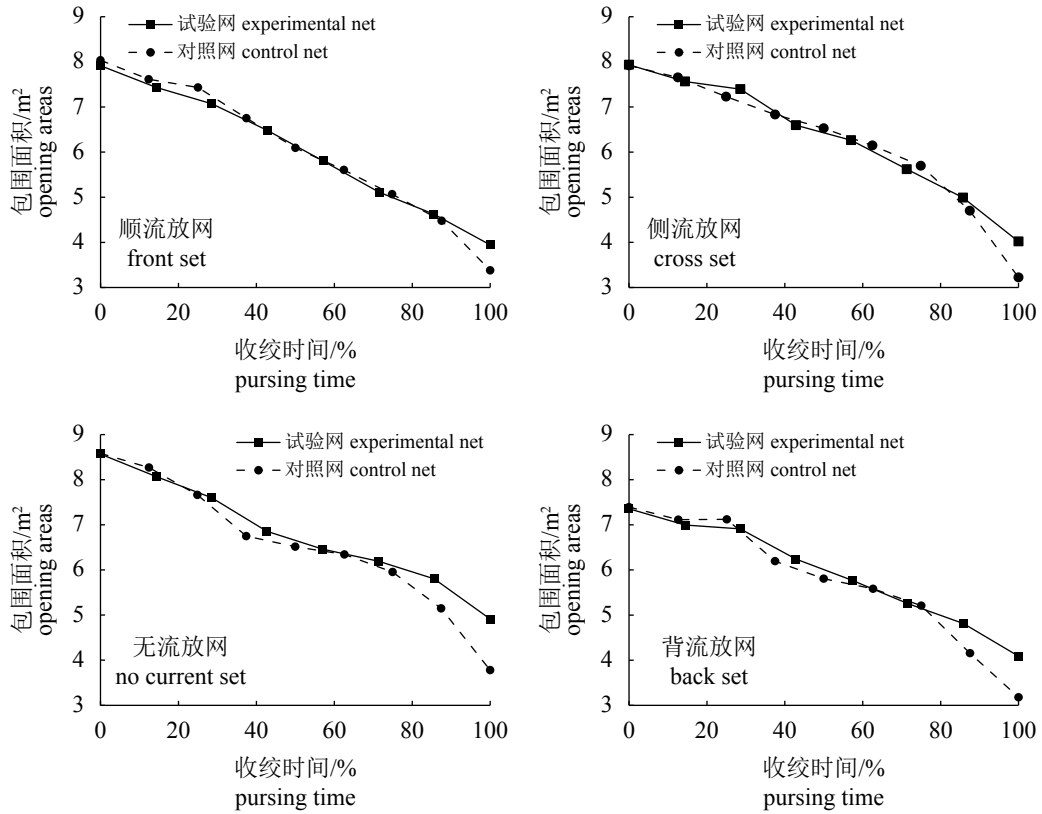 9
8
7
6
5
4
3
包围面积/m²
opening areas
试验网 experimental net
对照网 control net
顺流放网
front set
0 20 40 60 80 100
收绞时间/%
pursing time
9
8
7
6
5
4
3
包围面积/m²
opening areas
试验网 experimental net
对照网 control net
侧流放网
cross set
0 20 40 60 80 100
收绞时间/%
pursing time
9
8
7
6
5
4
3
包围面积/m²
opening areas
试验网 experimental net
对照网 control net
无流放网
no current set
0 20 40 60 80 100
收绞时间/%
pursing time
9
8
7
6
5
4
3
包围面积/m²
opening areas
试验网 experimental net
对照网 control net
背流放网
back set
0 20 40 60 80 100
收绞时间/%
pursing time